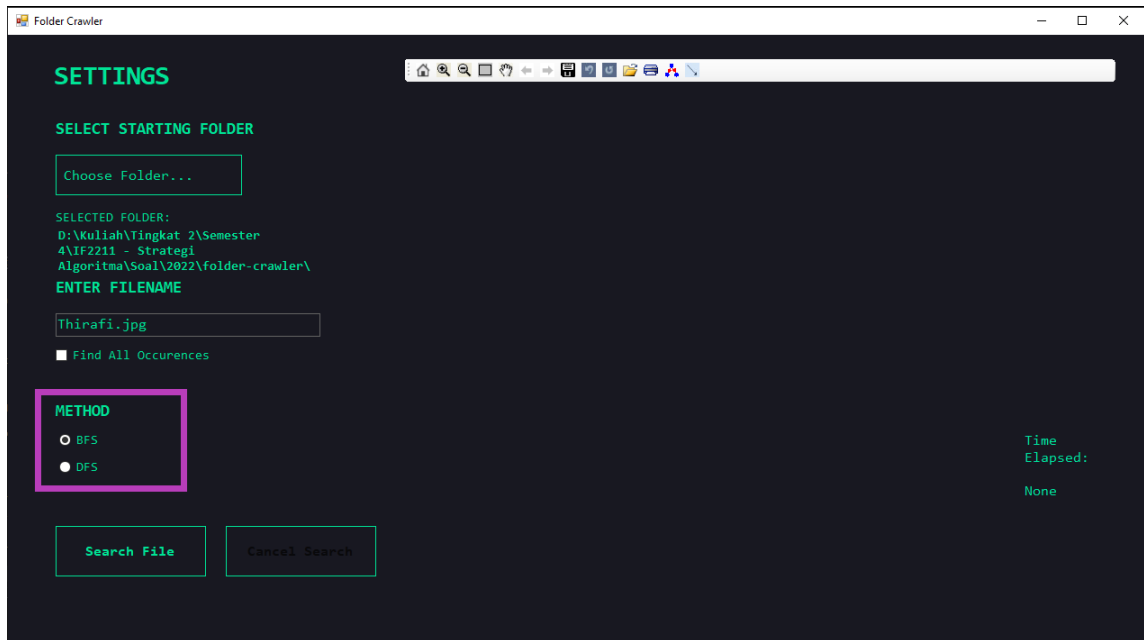 Folder Crawler
SETTINGS
SELECT STARTING FOLDER
Choose Folder...
SELECTED FOLDER:
D:\Kuliah\Tingkat 2\Semester
4\IF2211 - Strategi
Algoritma\Soal\2022\folder-crawler\
ENTER FILENAME
Thirafi.jpg
Find All Occurences
METHOD
BFS
DFS
Time
Elapsed:
None
Search File
Cancel Search